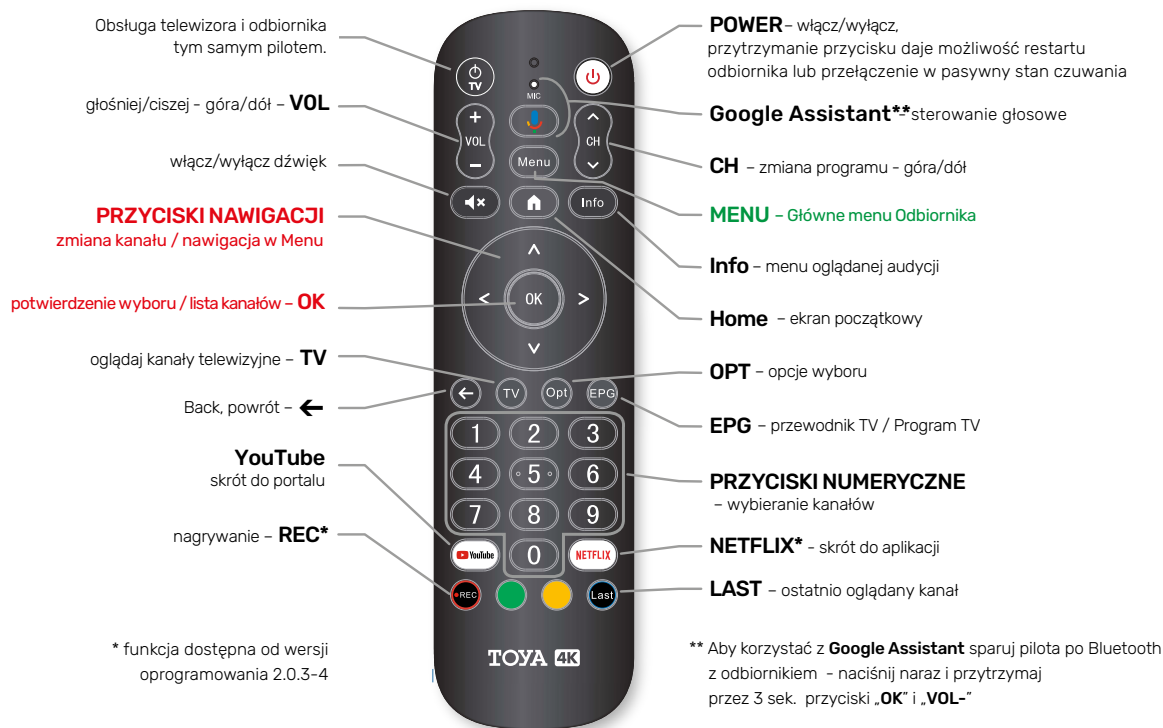 Obsługa telewizora i odbiornika
tym samym pilotem.
głośniej/ciszej - góra/dół – VOL
włącz/wyłącz dźwięk
PRZYCISKI NAWIGACJI
zmiana kanału / nawigacja w Menu
potwierdzenie wyboru / lista kanałów – OK
oglądaj kanały telewizyjne – TV
Back, powrót – ←
YouTube
skrót do portalu
nagrywanie – REC*
* funkcja dostępna od wersji
oprogramowania 2.0.3-4
TV
MIC
+
VOL
–
CH
Menu
Info
OK
TV
Opt
EPG
1
2
3
4
5
6
7
8
9
YouTube
0
NETFLIX
REC
Last
TOYA 4K
POWER – włącz/wyłącz,
przytrzymanie przycisku daje możliwość restartu
odbiornika lub przełączenie w pasywny stan czuwania
Google Assistant** – sterowanie głosowe
CH – zmiana programu - góra/dół
MENU – Główne menu Odbiornika
Info – menu oglądanej audycji
Home – ekran początkowy
OPT – opcje wyboru
EPG – przewodnik TV / Program TV
PRZYCISKI NUMERYCZNE
– wybieranie kanałów
NETFLIX* - skrót do aplikacji
LAST – ostatnio oglądany kanał
** Aby korzystać z Google Assistant sparuj pilota po Bluetooth
z odbiornikiem - naciśnij naraz i przytrzymaj
przez 3 sek. przyciski „OK” i „VOL-”